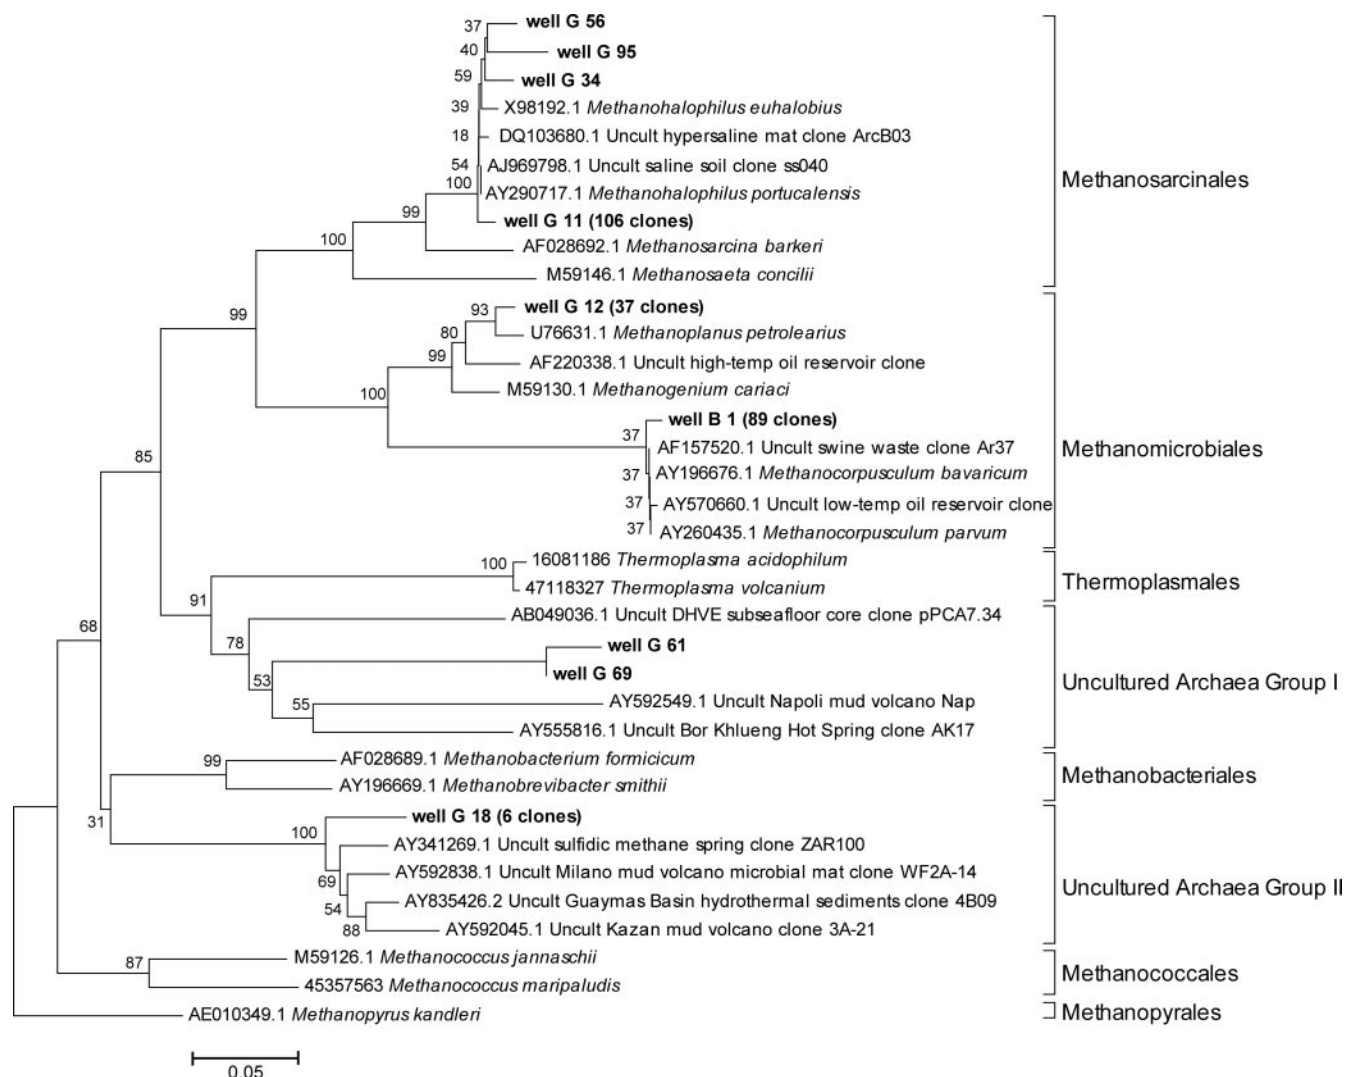 37
well G 56
40
well G 95
59
well G 34
39
X98192.1 Methanohalophilus euhalobius
18
DQ103680.1 Uncult hypersaline mat clone ArcB03
54
AJ969798.1 Uncult saline soil clone ss040
100
AY290717.1 Methanohalophilus portucalensis
Methanosarcinales
99
well G 11 (106 clones)
100
AF028692.1 Methanosarcina barkeri
M59146.1 Methanosaeta concilii
99
93
well G 12 (37 clones)
80
U76631.1 Methanoplanus petrolearius
99
AF220338.1 Uncult high-temp oil reservoir clone
100
M59130.1 Methanogenium cariaci
well B 1 (89 clones)
37
AF157520.1 Uncult swine waste clone Ar37
Methanomicrobiales
85
37
AY196676.1 Methanocorpusculum bavaricum
37
AY570660.1 Uncult low-temp oil reservoir clone
37
AY260435.1 Methanocorpusculum parvum
100
16081186 Thermoplasma acidophilum
47118327 Thermoplasma volcanium
Thermoplasmales
91
AB049036.1 Uncult DHVE subseafloor core clone pPCA7.34
68
78
well G 61
53
well G 69
Uncultured Archaea Group I
55
AY592549.1 Uncult Napoli mud volcano Nap
AY555816.1 Uncult Bor Khlueng Hot Spring clone AK17
99
AF028689.1 Methanobacterium formicicum
AY196669.1 Methanobrevibacter smithii
Methanobacteriales
31
well G 18 (6 clones)
100
AY341269.1 Uncult sulfidic methane spring clone ZAR100
69
AY592838.1 Uncult Milano mud volcano microbial mat clone WF2A-14
Uncultured Archaea Group II
54
AY835426.2 Uncult Guaymas Basin hydrothermal sediments clone 4B09
88
AY592045.1 Uncult Kazan mud volcano clone 3A-21
87
M59126.1 Methanococcus jannaschii
Methanococcales
45357563 Methanococcus maripaludis
AE010349.1 Methanopyrus kandleri
Methanopyrales
0.05